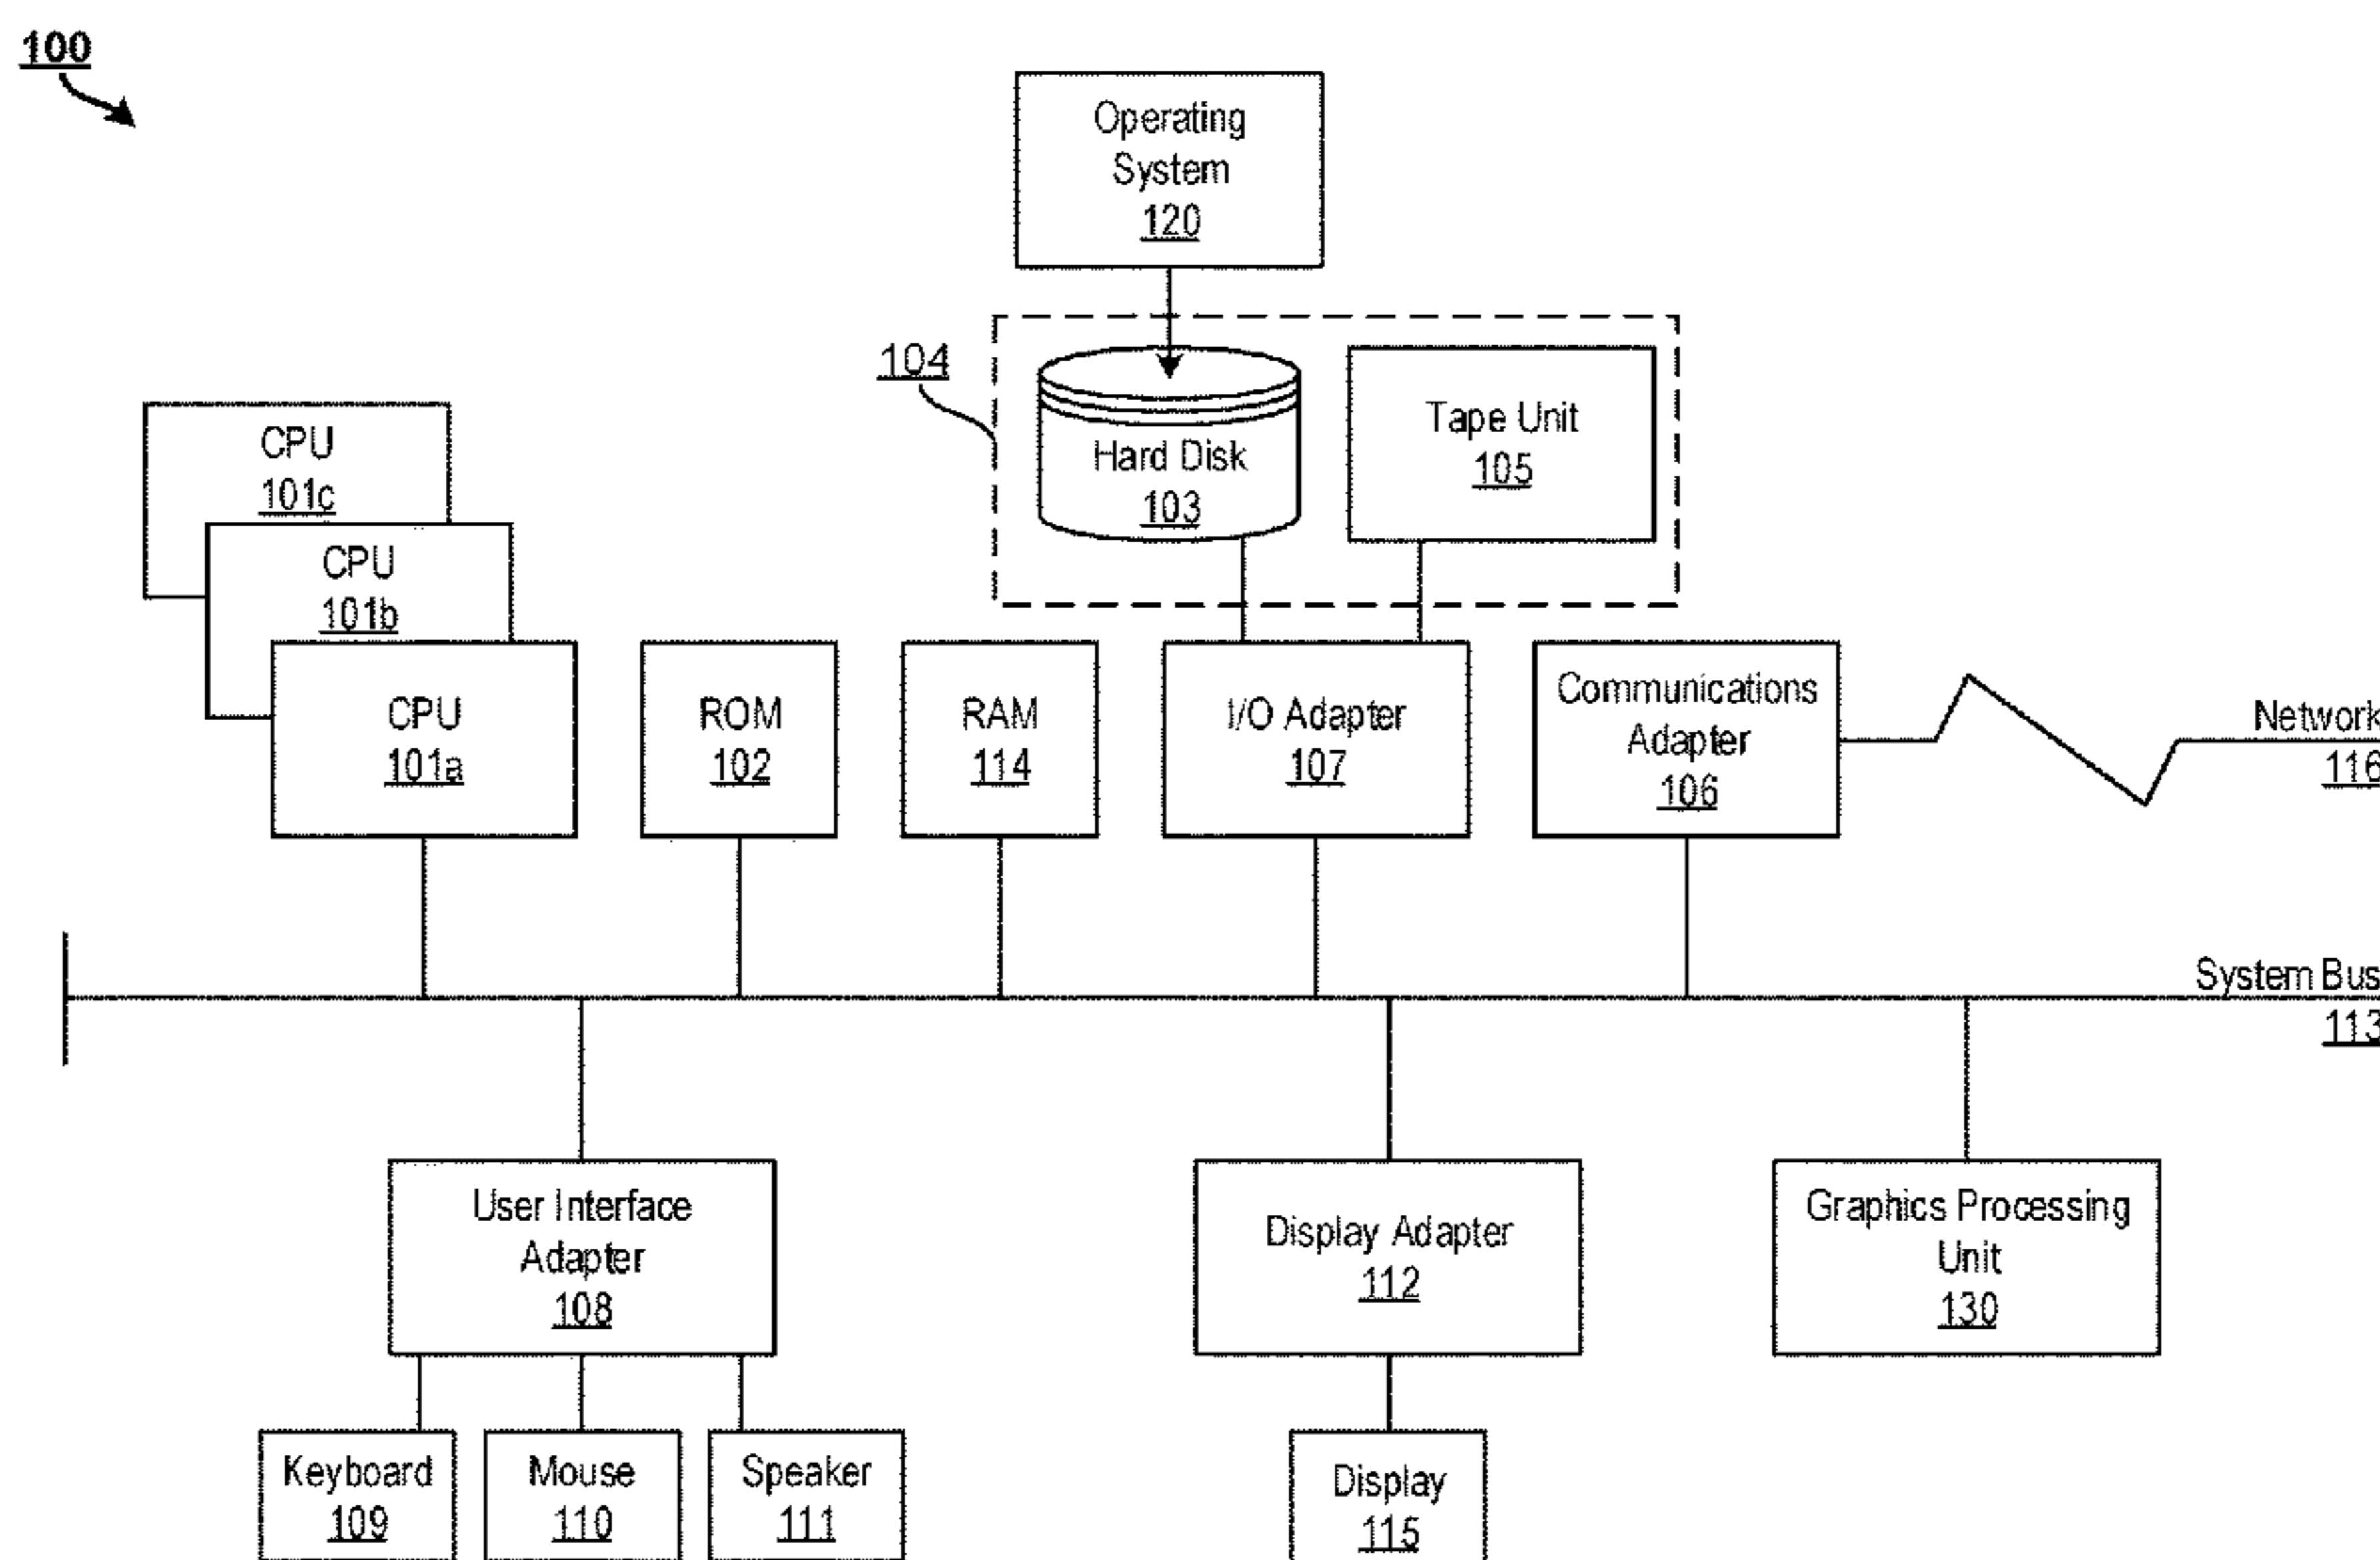 100
Operating
System
120
104
Hard Disk
103
Tape Unit
105
CPU
101c
CPU
101b
CPU
101a
ROM
102
RAM
114
I/O Adapter
107
Communications
Adapter
106
Network
116
System Bus
113
User Interface
Adapter
108
Display Adapter
112
Graphics Processing
Unit
130
Keyboard
109
Mouse
110
Speaker
111
Display
115